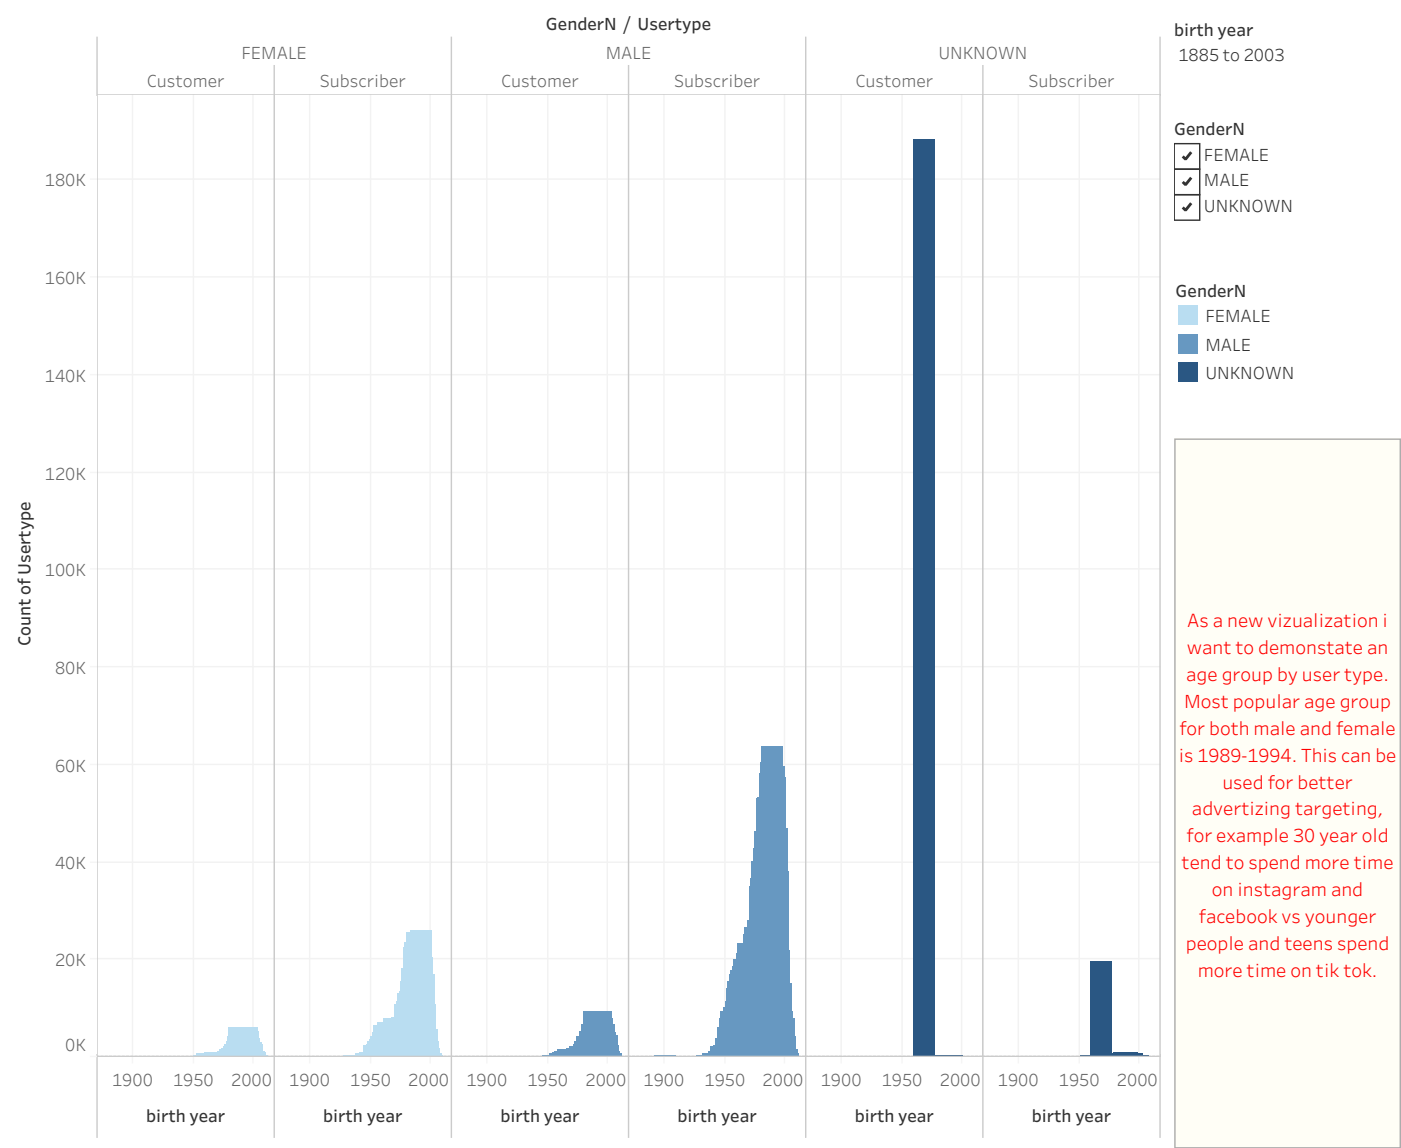 GenderN / Usertype
FEMALE MALE UNKNOWN
Customer Subscriber Customer Subscriber Customer Subscriber
180K
160K
140K
120K
100K
80K
60K
40K
20K
0K
Count of Usertype
1900 1950 2000 1900 1950 2000 1900 1950 2000 1900 1950 2000 1900 1950 2000 1900 1950 2000
birth year birth year birth year birth year birth year birth year
birth year
1885 to 2003
GenderN
FEMALE
MALE
UNKNOWN
GenderN
FEMALE
MALE
UNKNOWN
As a new vizualization i
want to demonstate an
age group by user type.
Most popular age group
for both male and female
is 1989-1994. This can be
used for better
advertizing targeting,
for example 30 year old
tend to spend more time
on instagram and
facebook vs younger
people and teens spend
more time on tik tok.